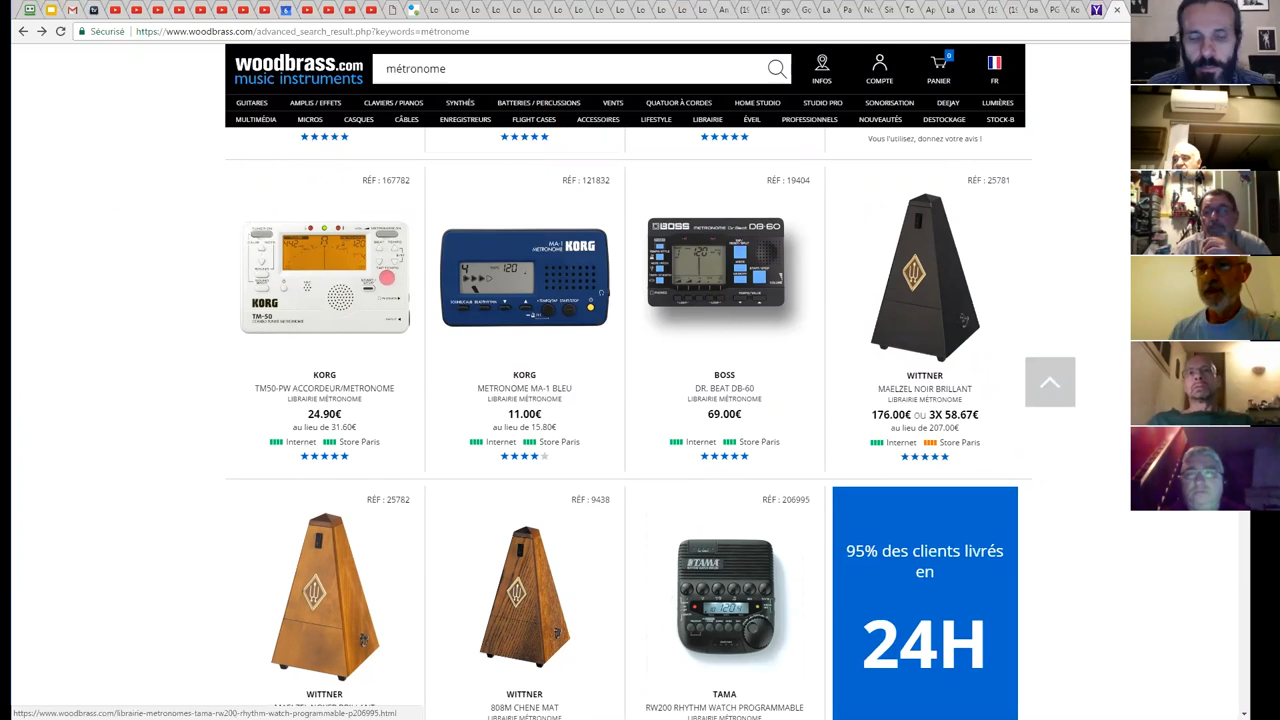 Sécurisé https://www.woodbrass.com/advanced_search_result.php?keywords=métronome
woodbrass.com
music instruments
métronome
INFOS
COMPTE
0
PANIER
FR
GUITARES AMPLIS / EFFETS CLAVIERS / PIANOS SYNTHÉS BATTERIES / PERCUSSIONS VENTS QUATUOR À CORDES HOME STUDIO STUDIO PRO SONORISATION DEEJAY LUMIÈRES
MULTIMÉDIA MICROS CASQUES CÂBLES ENREGISTREURS FLIGHT CASES ACCESSOIRES LIFESTYLE LIBRAIRIE ÉVEIL PROFESSIONNELS NOUVEAUTÉS DESTOCKAGE STOCK-B
Vous l'utilisez, donnez votre avis !
RÉF : 167782
KORG
TM-50
KORG
TM50-PW ACCORDEUR/METRONOME
LIBRAIRIE MÉTRONOME
24.90€
au lieu de 31.60€
Internet Store Paris
RÉF : 121832
MA-1
METRONOME KORG
4 120
KORG
METRONOME MA-1 BLEU
LIBRAIRIE MÉTRONOME
11.00€
au lieu de 15.80€
Internet Store Paris
RÉF : 19404
BOSS METRONOME Dr. Beat DB-60
120
BOSS
DR. BEAT DB-60
LIBRAIRIE MÉTRONOME
69.00€
Internet Store Paris
RÉF : 25781
WITTNER
MAELZEL NOIR BRILLANT
LIBRAIRIE MÉTRONOME
176.00€ ou 3X 58.67€
au lieu de 207.00€
Internet Store Paris
RÉF : 25782
WITTNER
RÉF : 9438
WITTNER
808M CHENE MAT
RÉF : 206995
TAMA
TAMA
RW200 RHYTHM WATCH PROGRAMMABLE
95% des clients livrés
en
24H
https://www.woodbrass.com/librairie-metronomes-tama-rw200-rhythm-watch-programmable-p206995.html